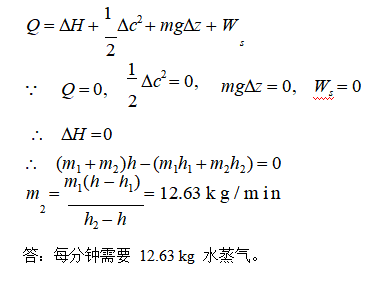 Q = ΔH + 1/2 Δc² + mgΔz + Wₛ
∵ Q = 0, 1/2 Δc² = 0, mgΔz = 0, Wₛ = 0
∴ ΔH = 0
∴ (m₁ + m₂)h − (m₁h₁ + m₂h₂) = 0
m₂ = m₁(h − h₁) / (h₂ − h) = 12.63 kg / min
答：每分钟需要 12.63 kg 水蒸气。